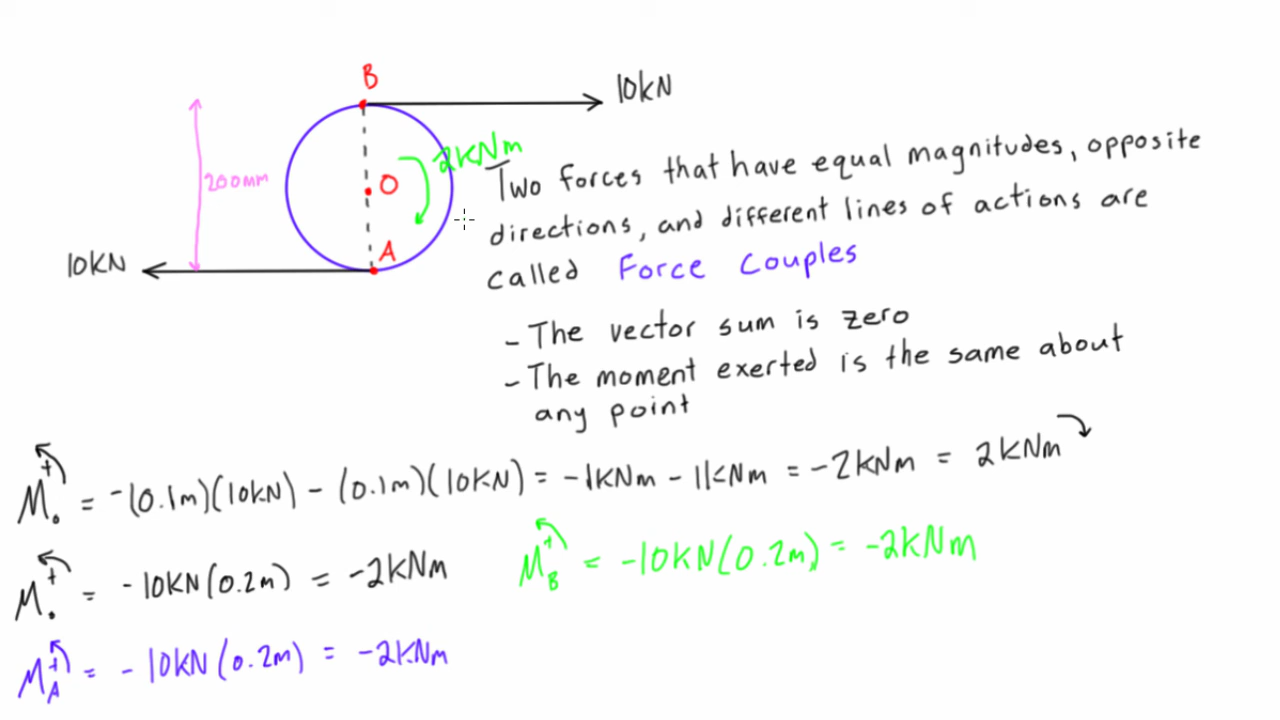 B
10kN
2kNm
200mm
O
A
10kN
Two forces that have equal magnitudes, opposite
directions, and different lines of actions are
called Force Couples
- The vector sum is zero
- The moment exerted is the same about
any point
M₀ + = -(0.1m)(10kN) - (0.1m)(10kN) = -1kNm - 1kNm = -2kNm = 2kNm
M₀ + = -10kN(0.2m) = -2kNm
M_B + = -10kN(0.2m) = -2kNm
M_A + = -10kN(0.2m) = -2kNm